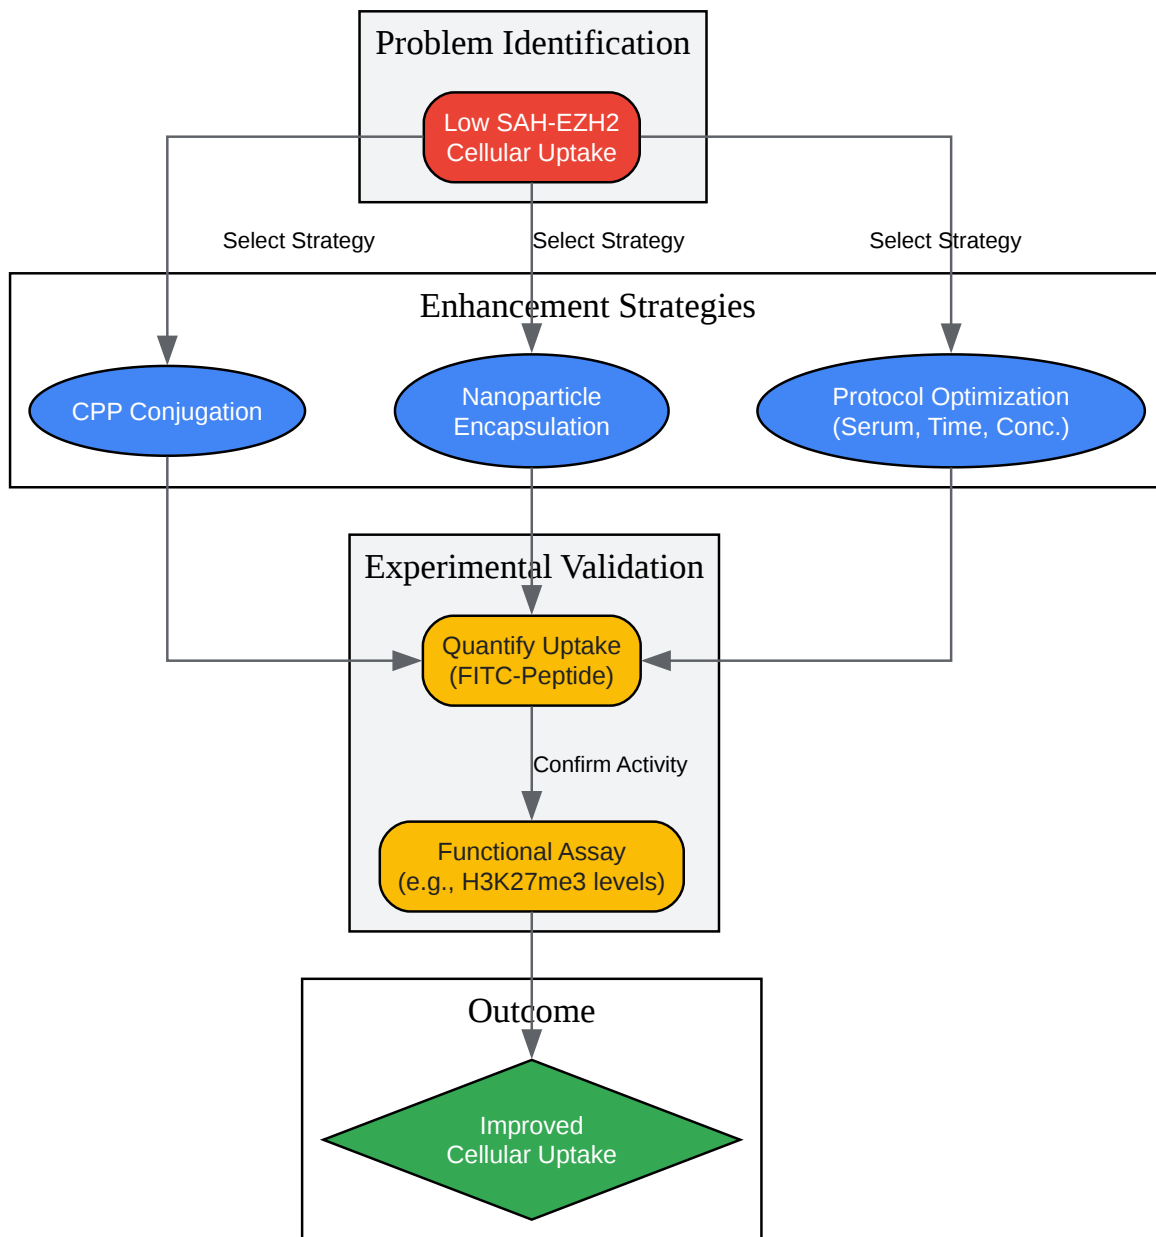 Problem Identification
Low SAH-EZH2
Cellular Uptake
Select Strategy
Select Strategy
Select Strategy
Enhancement Strategies
CPP Conjugation
Nanoparticle
Encapsulation
Protocol Optimization
(Serum, Time, Conc.)
Experimental Validation
Quantify Uptake
(FITC-Peptide)
Confirm Activity
Functional Assay
(e.g., H3K27me3 levels)
Outcome
Improved
Cellular Uptake